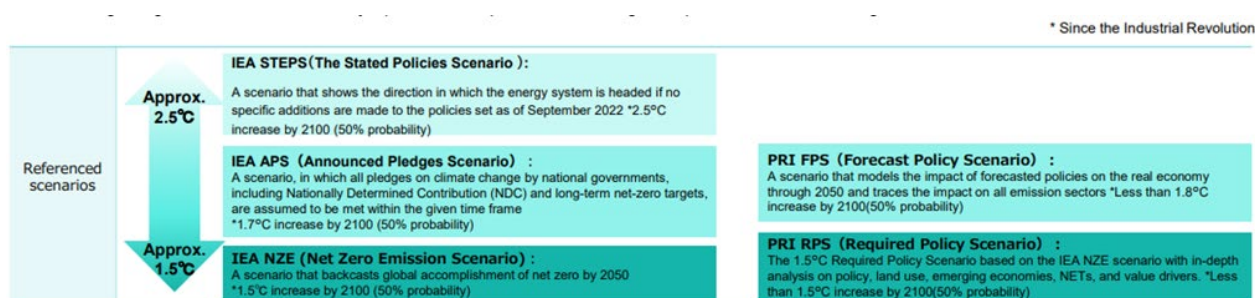 * Since the Industrial Revolution
Referenced
scenarios
Approx.
2.5℃
Approx.
1.5℃
IEA STEPS(The Stated Policies Scenario ):
A scenario that shows the direction in which the energy system is headed if no
specific additions are made to the policies set as of September 2022 *2.5°C
increase by 2100 (50% probability)
IEA APS (Announced Pledges Scenario) :
A scenario, in which all pledges on climate change by national governments,
including Nationally Determined Contribution (NDC) and long-term net-zero targets,
are assumed to be met within the given time frame
*1.7°C increase by 2100 (50% probability)
IEA NZE (Net Zero Emission Scenario) :
A scenario that backcasts global accomplishment of net zero by 2050
*1.5℃ increase by 2100 (50% probability)
PRI FPS (Forecast Policy Scenario) :
A scenario that models the impact of forecasted policies on the real economy
through 2050 and traces the impact on all emission sectors *Less than 1.8°C
increase by 2100(50% probability)
PRI RPS (Required Policy Scenario) :
The 1.5°C Required Policy Scenario based on the IEA NZE scenario with in-depth
analysis on policy, land use, emerging economies, NETs, and value drivers. *Less
than 1.5°C increase by 2100(50% probability)